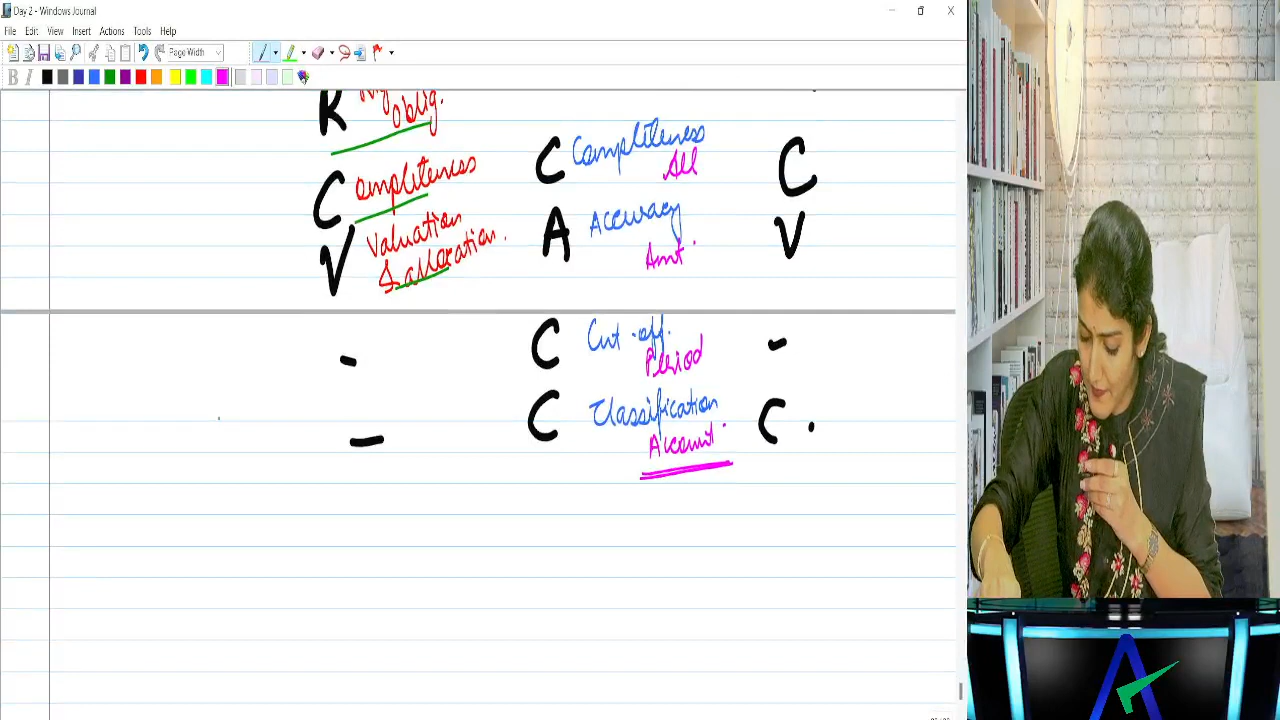 Day 2 - Windows Journal
File Edit View Insert Actions Tools Help
Page Width
B I
R
oblig.
C Completeness C
All
Completeness
A Accuracy V
Amt.
V Valuation
& allocation.
- C Cut-off. -
Period
- C Classification C.
Account.